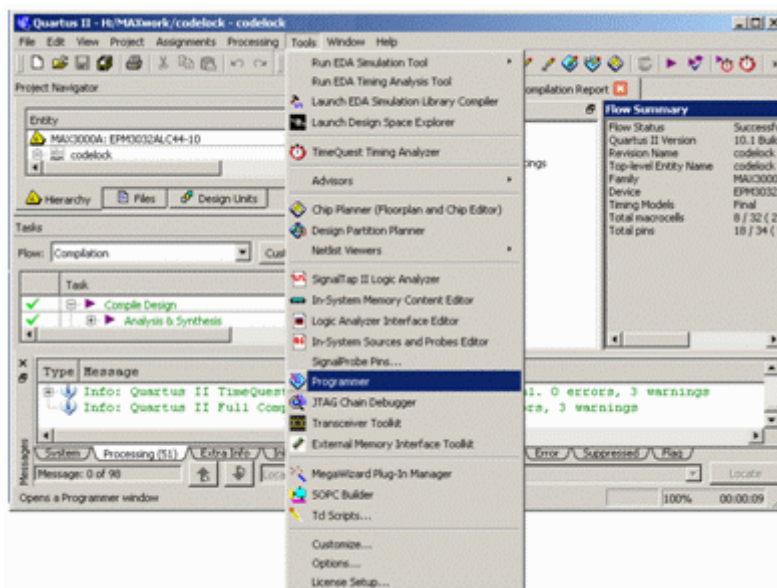 Quartus II - H:/MAXwork/codelock - codelock
File Edit View Project Assignments Processing Tools Window Help
Project Navigator
Entity
MAX3000A: EPM3032ALC44-10
codelock
Hierarchy Files Design Units
Tasks
Flow: Compilation
Task
Compile Design
Analysis & Synthesis
Run EDA Simulation Tool
Run EDA Timing Analysis Tool
Launch EDA Simulation Library Compiler
Launch Design Space Explorer
TimeQuest Timing Analyzer
Advisors
Chip Planner (Floorplan and Chip Editor)
Design Partition Planner
Netlist Viewers
SignalTap II Logic Analyzer
In-System Memory Content Editor
Logic Analyzer Interface Editor
In-System Sources and Probes Editor
SignalProbe Pins...
Programmer
JTAG Chain Debugger
Transceiver Toolkit
External Memory Interface Toolkit
MegaWizard Plug-In Manager
SOPC Builder
Tcl Scripts...
Customize...
Options...
License Setup...
ompilation Report
ings
Flow Summary
Flow Status Successf
Quartus II Version 10.1 Buil
Revision Name codelock
Top-level Entity Name codelock
Family MAX3000
Device EPM3032
Timing Models Final
Total macrocells 8 / 32 ( 2
Total pins 18 / 34 (
Type Message
Info: Quartus II TimeQuest l. 0 errors, 3 warnings
Info: Quartus II Full Comp rs, 3 warnings
Messages
System Processing (51) Extra Info Error Suppressed Flag
Message: 0 of 98 Locate
Opens a Programmer window 100% 00:00:09